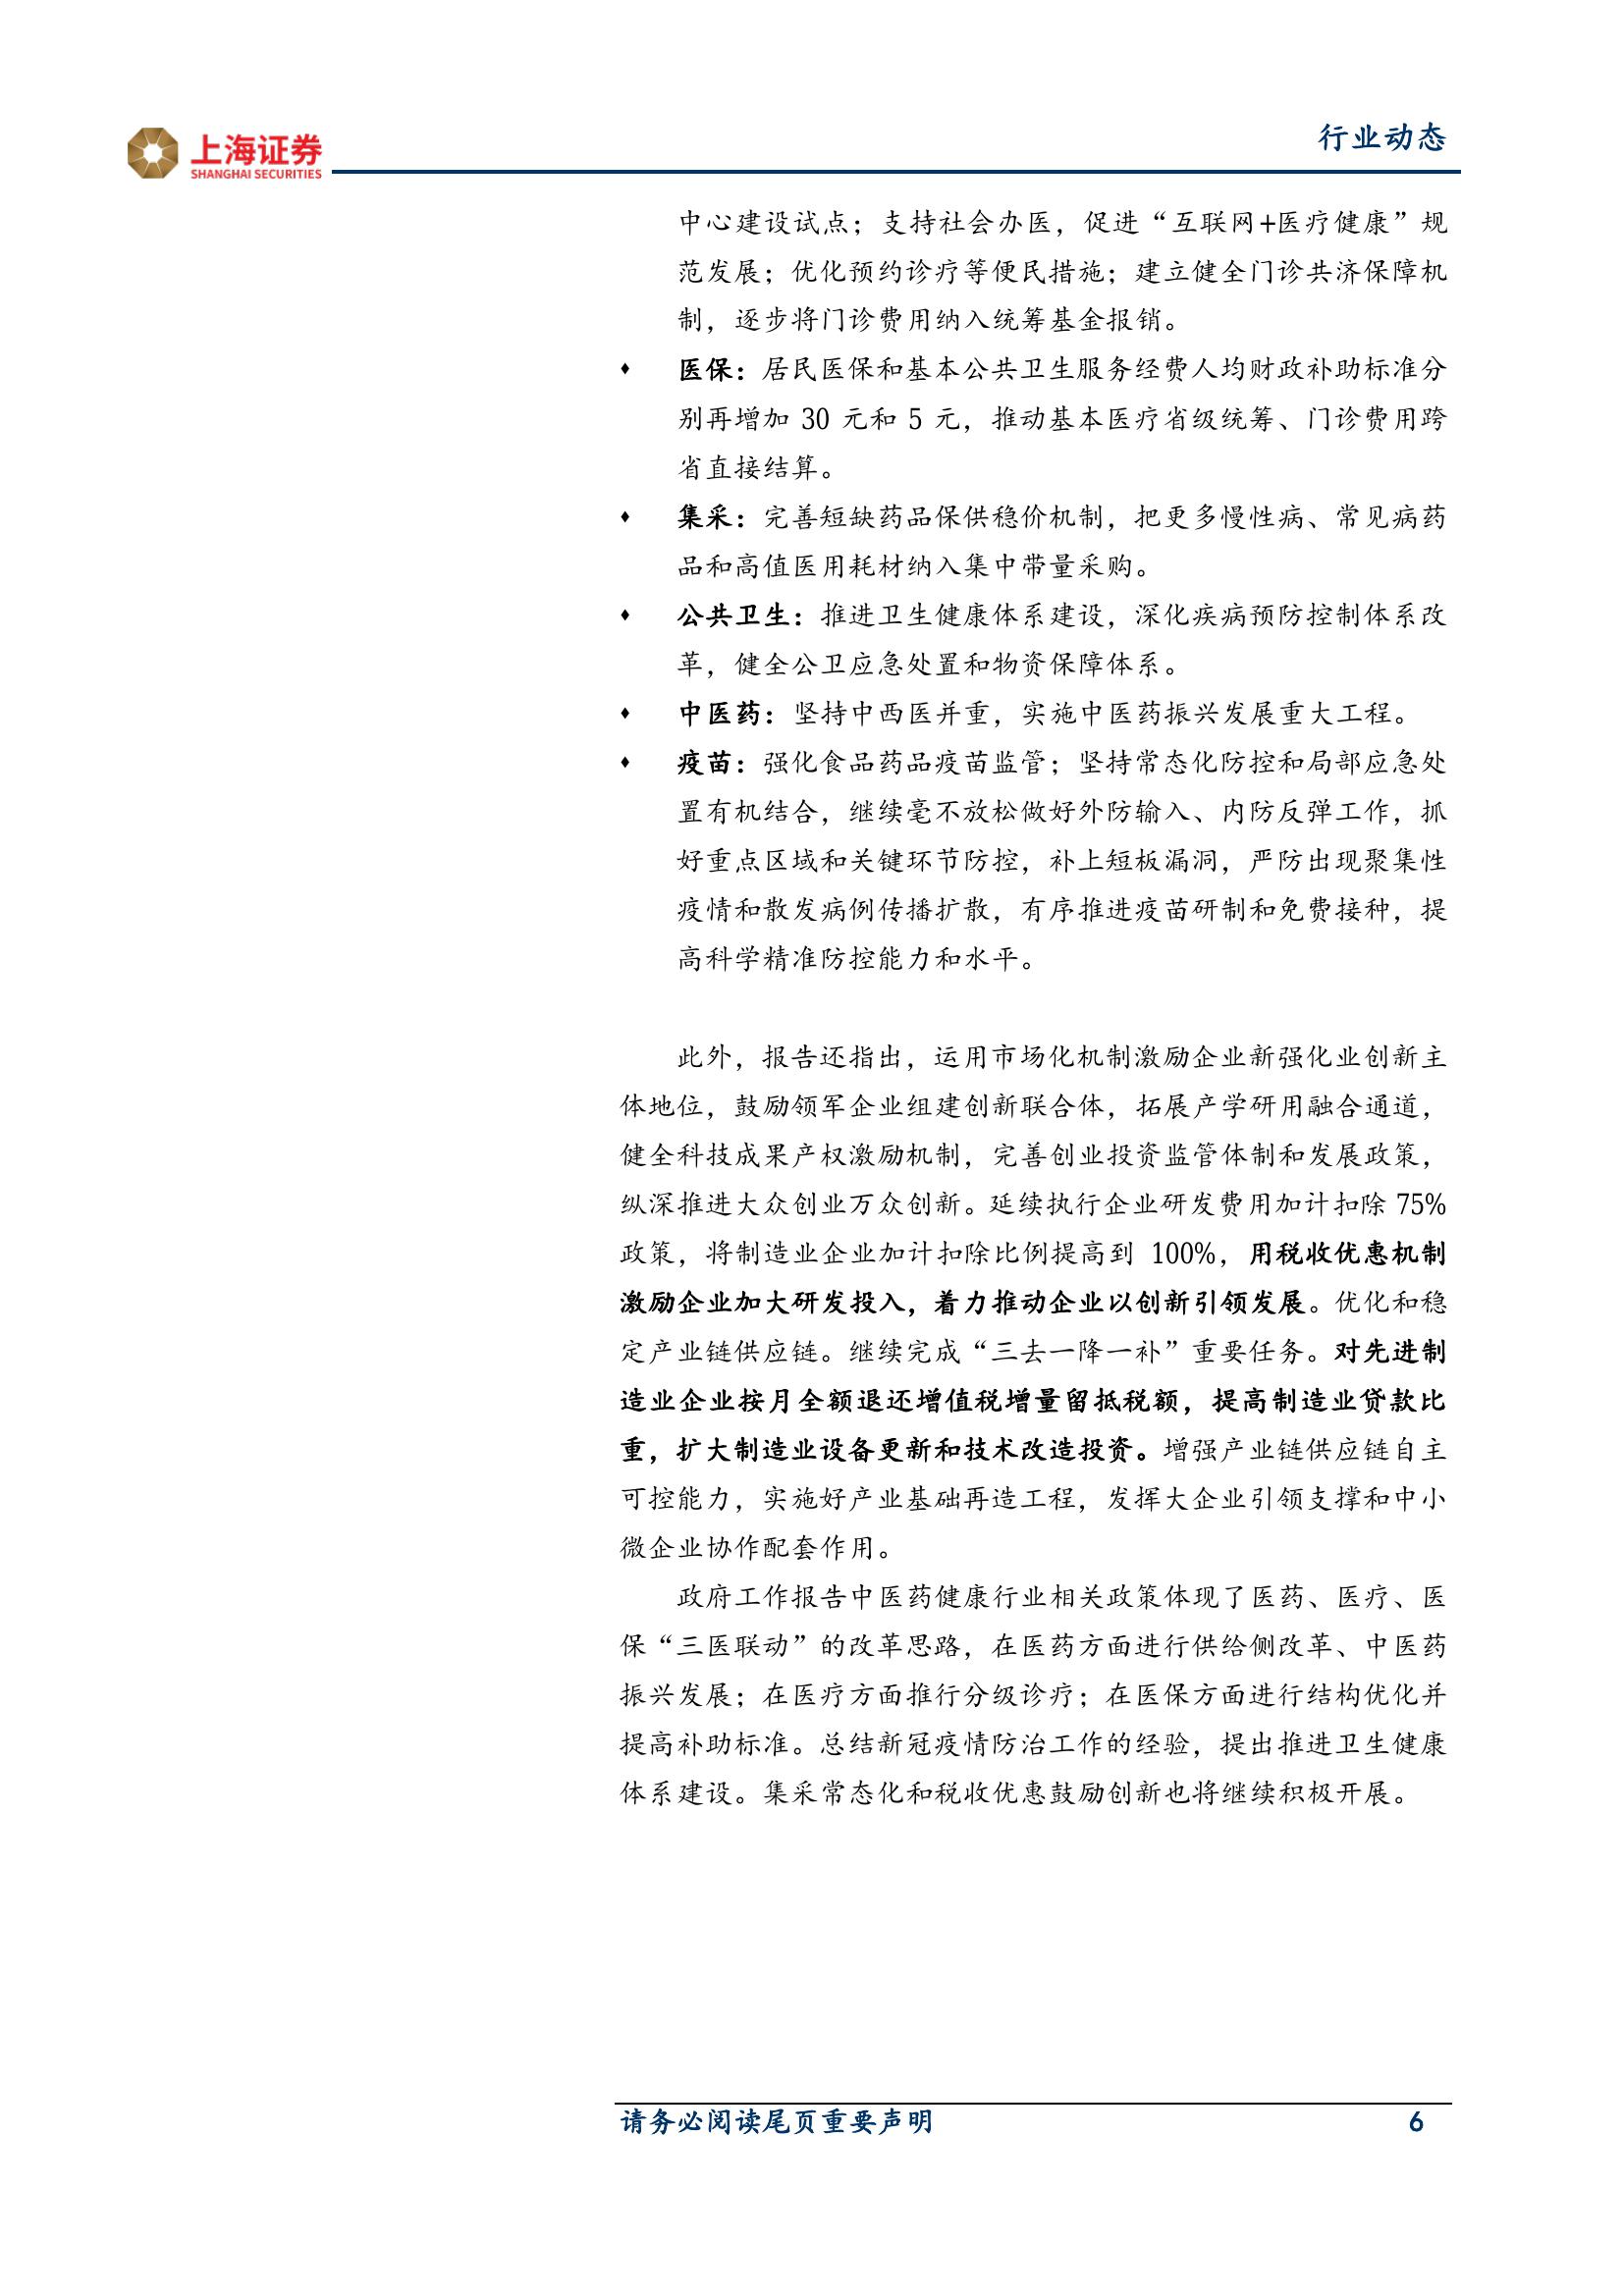 上海证券
SHANGHAI SECURITIES
行业动态
中心建设试点；支持社会办医，促进“互联网+医疗健康”规
范发展；优化预约诊疗等便民措施；建立健全门诊共济保障机
制，逐步将门诊费用纳入统筹基金报销。
♦ 医保：居民医保和基本公共卫生服务经费人均财政补助标准分
别再增加 30 元和 5 元，推动基本医疗省级统筹、门诊费用跨
省直接结算。
♦ 集采：完善短缺药品保供稳价机制，把更多慢性病、常见病药
品和高值医用耗材纳入集中带量采购。
♦ 公共卫生：推进卫生健康体系建设，深化疾病预防控制体系改
革，健全公卫应急处置和物资保障体系。
♦ 中医药：坚持中西医并重，实施中医药振兴发展重大工程。
♦ 疫苗：强化食品药品疫苗监管；坚持常态化防控和局部应急处
置有机结合，继续毫不放松做好外防输入、内防反弹工作，抓
好重点区域和关键环节防控，补上短板漏洞，严防出现聚集性
疫情和散发病例传播扩散，有序推进疫苗研制和免费接种，提
高科学精准防控能力和水平。
此外，报告还指出，运用市场化机制激励企业新强化业创新主
体地位，鼓励领军企业组建创新联合体，拓展产学研用融合通道，
健全科技成果产权激励机制，完善创业投资监管体制和发展政策，
纵深推进大众创业万众创新。延续执行企业研发费用加计扣除 75%
政策，将制造业企业加计扣除比例提高到 100%，用税收优惠机制
激励企业加大研发投入，着力推动企业以创新引领发展。优化和稳
定产业链供应链。继续完成“三去一降一补”重要任务。对先进制
造业企业按月全额退还增值税增量留抵税额，提高制造业贷款比
重，扩大制造业设备更新和技术改造投资。增强产业链供应链自主
可控能力，实施好产业基础再造工程，发挥大企业引领支撑和中小
微企业协作配套作用。
政府工作报告中医药健康行业相关政策体现了医药、医疗、医
保“三医联动”的改革思路，在医药方面进行供给侧改革、中医药
振兴发展；在医疗方面推行分级诊疗；在医保方面进行结构优化并
提高补助标准。总结新冠疫情防治工作的经验，提出推进卫生健康
体系建设。集采常态化和税收优惠鼓励创新也将继续积极开展。
请务必阅读尾页重要声明 6